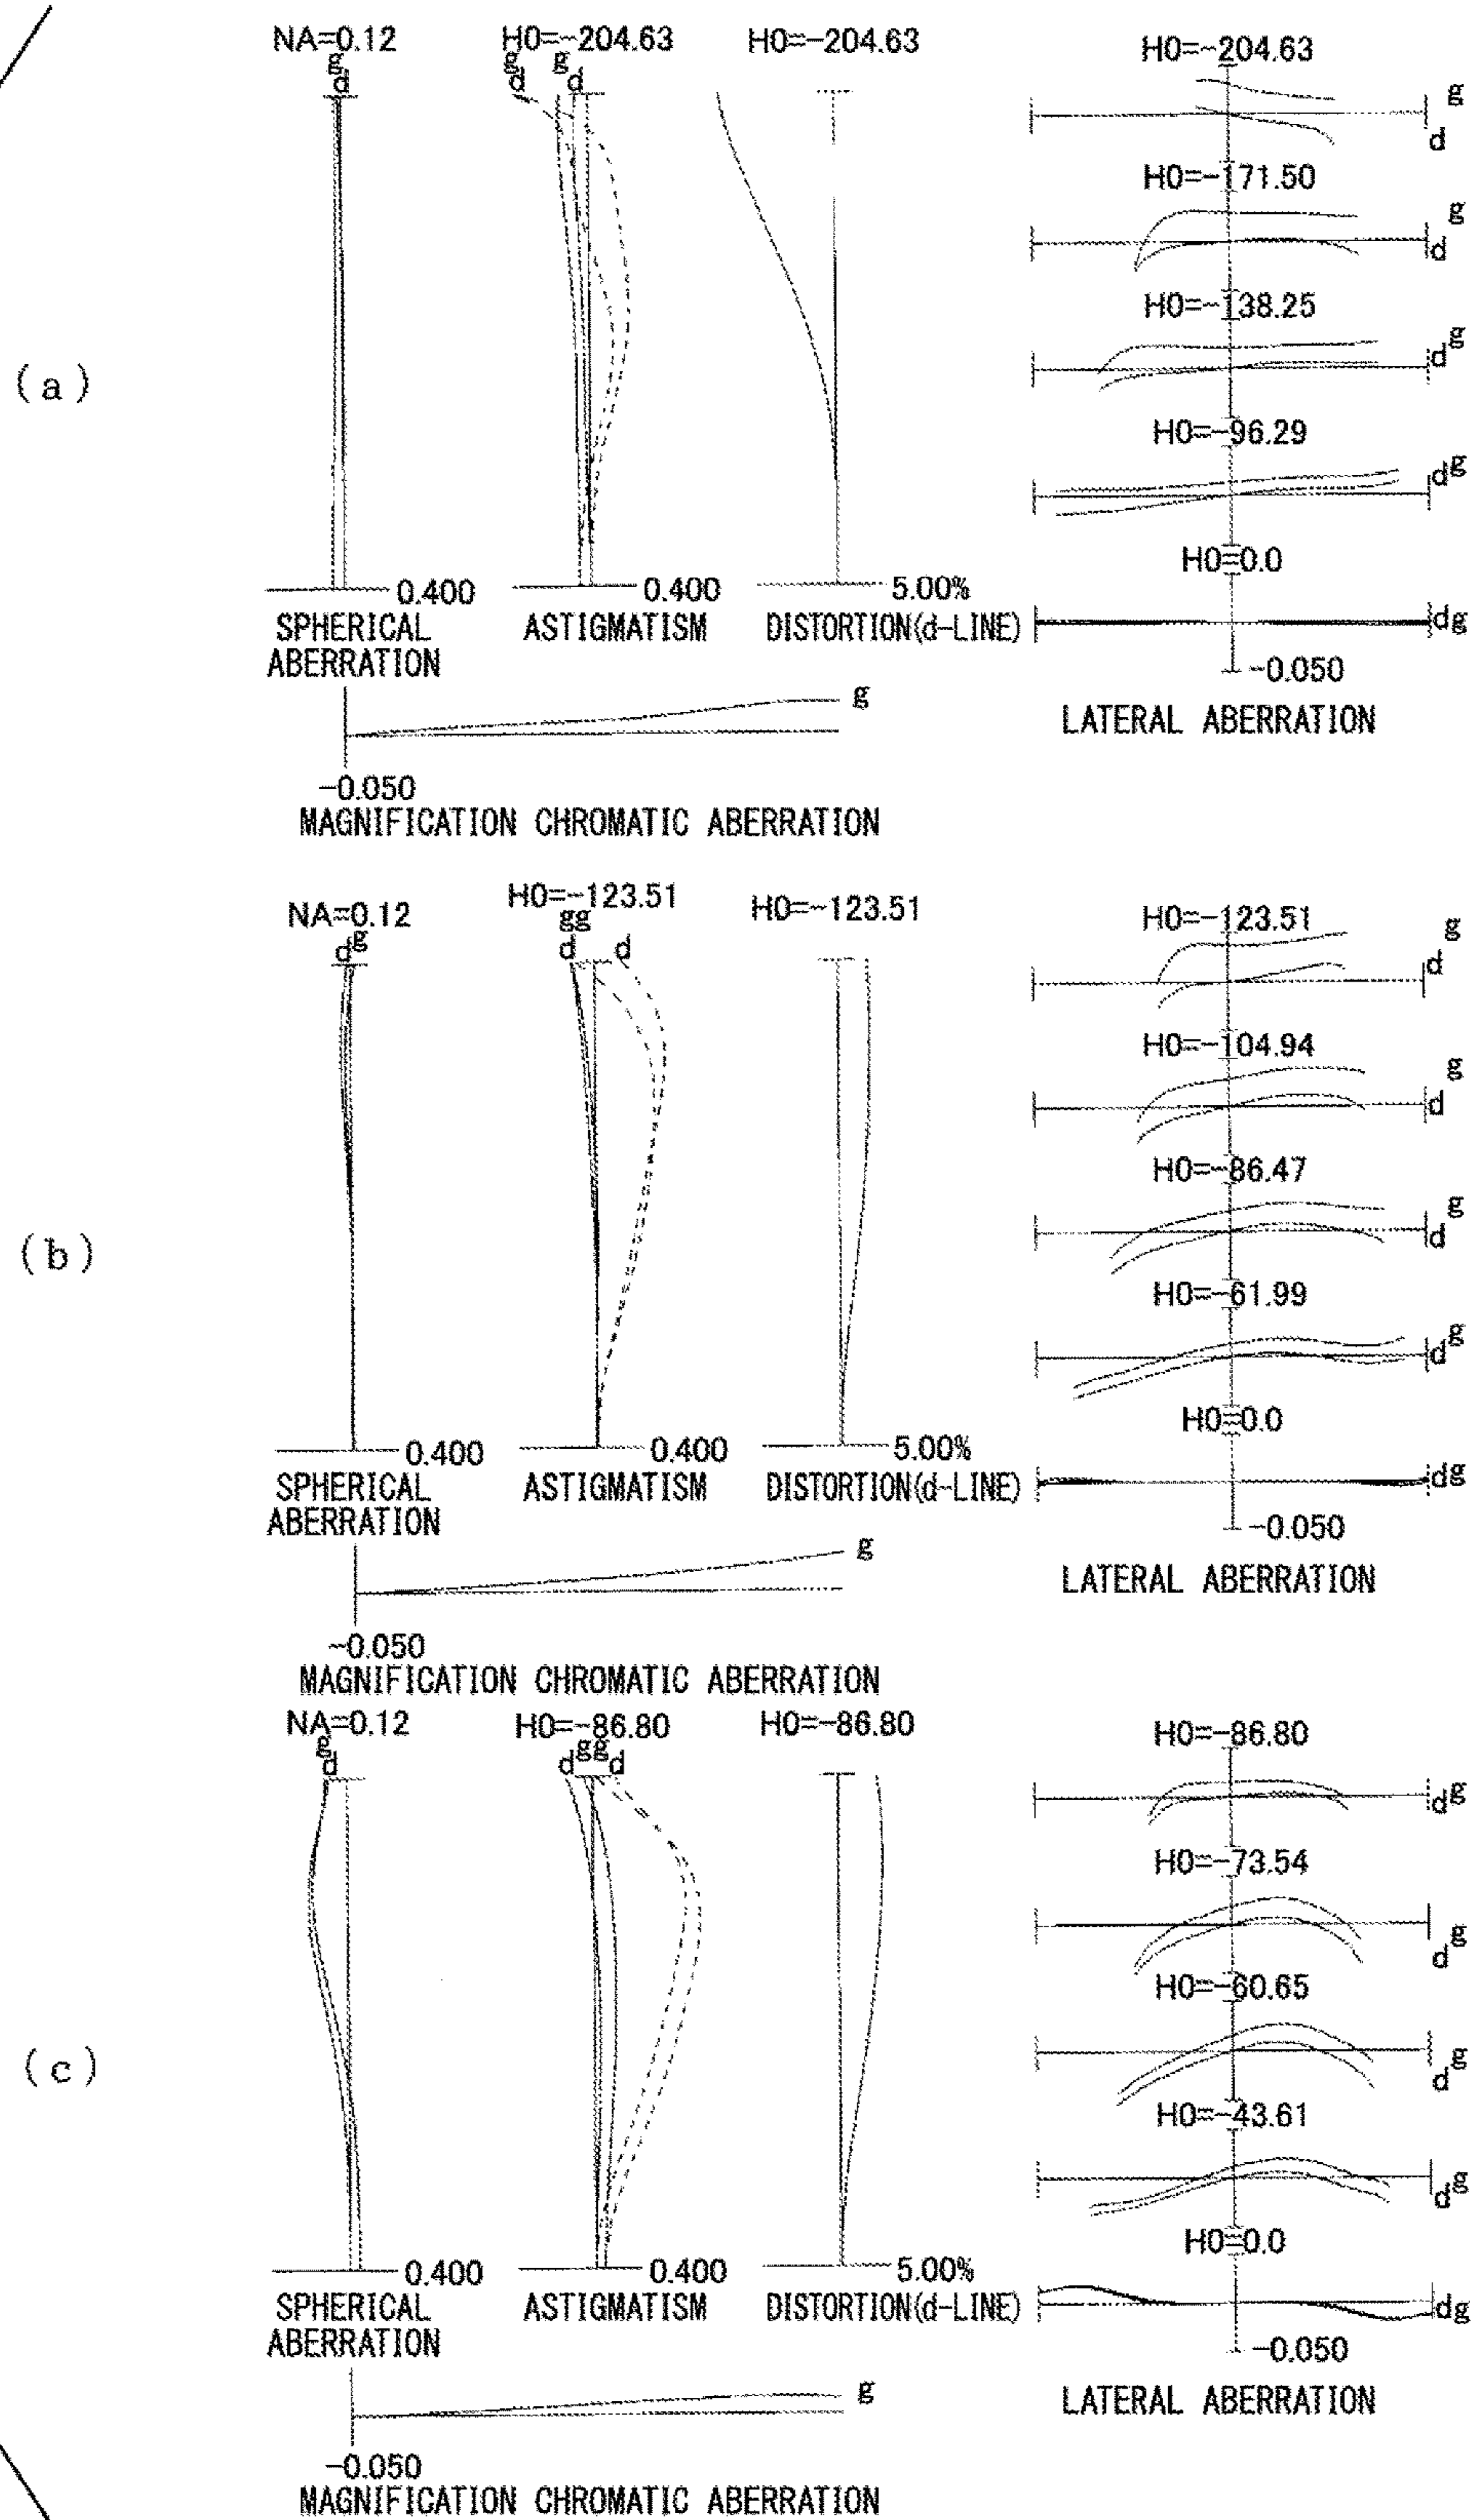 (a)
NA=0.12
g
d
0.400
SPHERICAL
ABERRATION
H0=-204.63
g g
d d
0.400
ASTIGMATISM
H0=-204.63
5.00%
DISTORTION(d-LINE)
H0=-204.63
g
d
H0=-171.50
g
d
H0=-138.25
g
d
H0=-96.29
dg
H0=0.0
dg
-0.050
LATERAL ABERRATION
g
-0.050
MAGNIFICATION CHROMATIC ABERRATION
(b)
NA=0.12
dg
0.400
SPHERICAL
ABERRATION
H0=-123.51
gg
d d
0.400
ASTIGMATISM
H0=-123.51
5.00%
DISTORTION(d-LINE)
H0=-123.51
g
d
H0=-104.94
g
d
H0=-86.47
g
d
H0=-61.99
dg
H0=0.0
dg
-0.050
LATERAL ABERRATION
g
-0.050
MAGNIFICATION CHROMATIC ABERRATION
(c)
NA=0.12
g
d
0.400
SPHERICAL
ABERRATION
H0=-86.80
d g g d
0.400
ASTIGMATISM
H0=-86.80
5.00%
DISTORTION(d-LINE)
H0=-86.80
dg
H0=-73.54
g
d
H0=-60.65
g
d
H0=-43.61
dg
H0=0.0
dg
-0.050
LATERAL ABERRATION
g
-0.050
MAGNIFICATION CHROMATIC ABERRATION